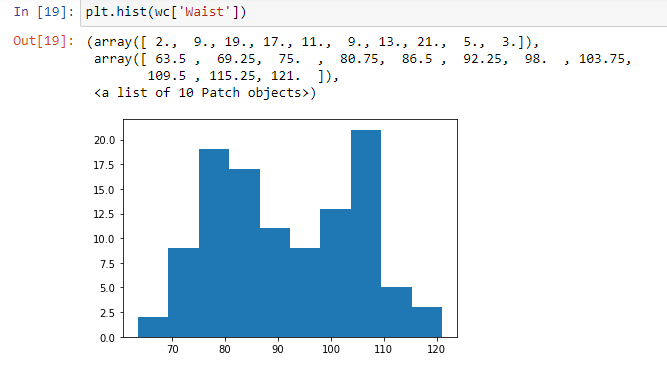 In [19]: plt.hist(wc['Waist'])
Out[19]: (array([ 2.,  9., 19., 17., 11.,  9., 13., 21.,  5.,  3.]),
array([ 63.5 ,  69.25,  75.  ,  80.75,  86.5 ,  92.25,  98.  , 103.75,
109.5 , 115.25, 121.  ]),
<a list of 10 Patch objects>)
20.0
17.5
15.0
12.5
10.0
7.5
5.0
2.5
0.0
70 80 90 100 110 120